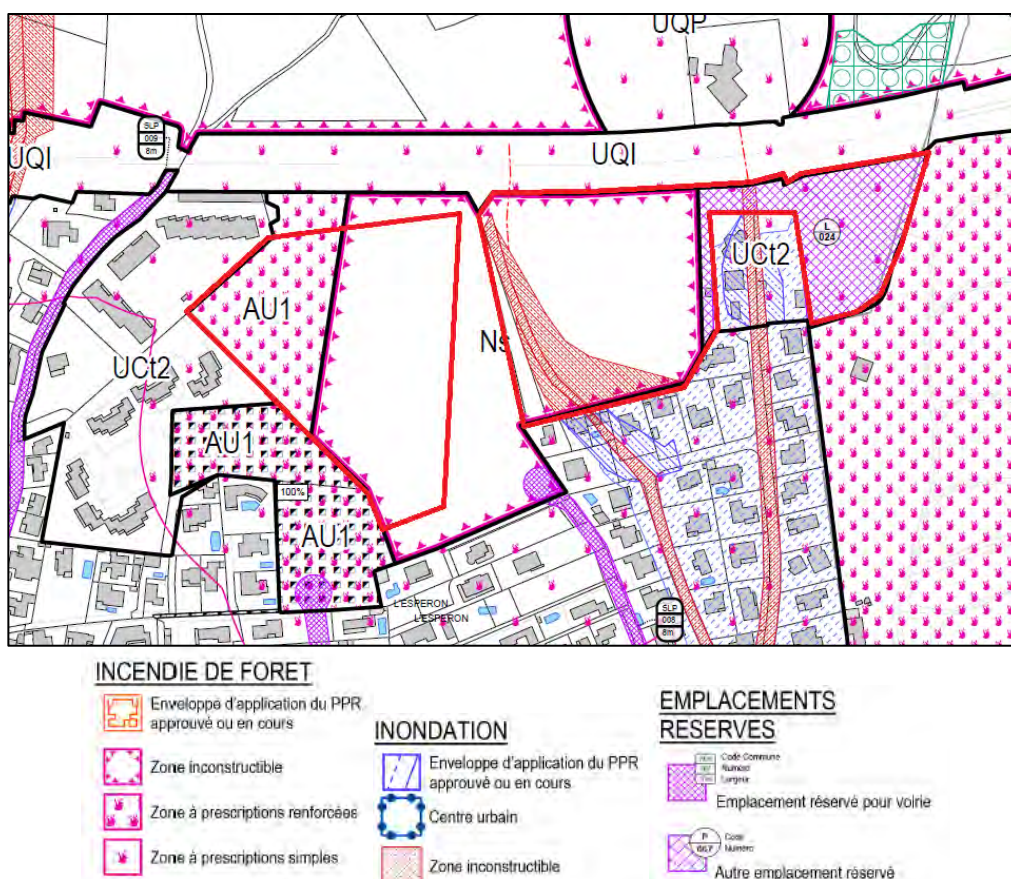 UQP
SLP
009
8m
UQI
UQI
L
024
UCt2
AU1
Ns
UCt2
AU1
100%
AU1
L'ESPERON
L'ESPERON
SLP
008
8m
INCENDIE DE FORET
Enveloppe d'application du PPR
approuvé ou en cours
Zone inconstructible
Zone à prescriptions renforcées
Zone à prescriptions simples
INONDATION
Enveloppe d'application du PPR
approuvé ou en cours
Centre urbain
Zone inconstructible
EMPLACEMENTS
RESERVES
Code Commune
Numéro
Largeur
Emplacement réservé pour voirie
P
Code
Numéro
Autre emplacement réservé